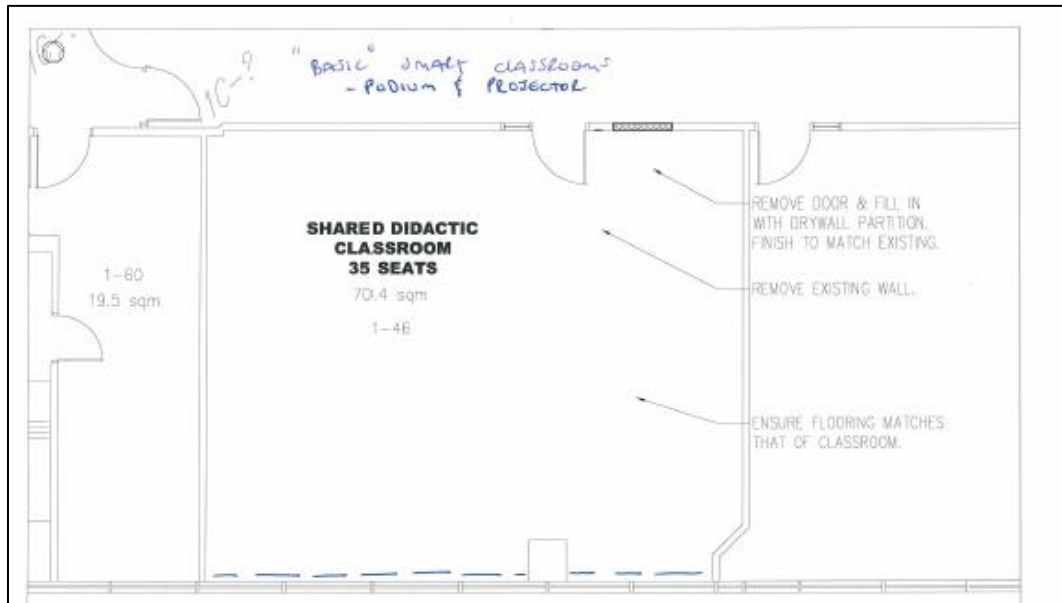 "BASIC" SMART CLASSROOMS
- PODIUM & PROJECTOR
REMOVE DOOR & FILL IN
WITH DRYWALL PARTITION.
FINISH TO MATCH EXISTING.
SHARED DIDACTIC
CLASSROOM
35 SEATS
70.4 sqm
1-46
1-60
19.5 sqm
REMOVE EXISTING WALL.
ENSURE FLOORING MATCHES
THAT OF CLASSROOM.